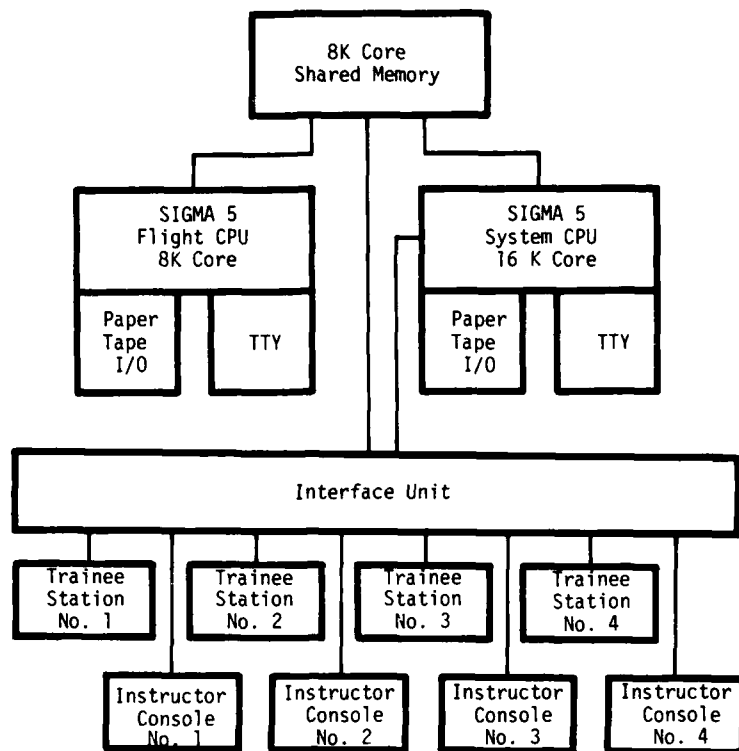 8K Core
Shared Memory
SIGMA 5
Flight CPU
8K Core
SIGMA 5
System CPU
16 K Core
Paper
Tape
I/O
TTY
Paper
Tape
I/O
TTY
Interface Unit
Trainee
Station
No. 1
Trainee
Station
No. 2
Trainee
Station
No. 3
Trainee
Station
No. 4
Instructor
Console
No. 1
Instructor
Console
No. 2
Instructor
Console
No. 3
Instructor
Console
No. 4